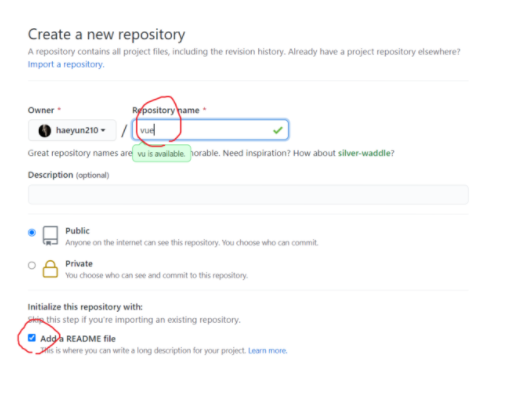 Create a new repository
A repository contains all project files, including the revision history. Already have a project repository elsewhere?
Import a repository.
Owner * Repository name *
haeyun210 / vue
Great repository names are vu is available. orable. Need inspiration? How about silver-waddle?
Description (optional)
Public
Anyone on the internet can see this repository. You choose who can commit.
Private
You choose who can see and commit to this repository.
Initialize this repository with:
Skip this step if you're importing an existing repository.
Add a README file
This is where you can write a long description for your project. Learn more.